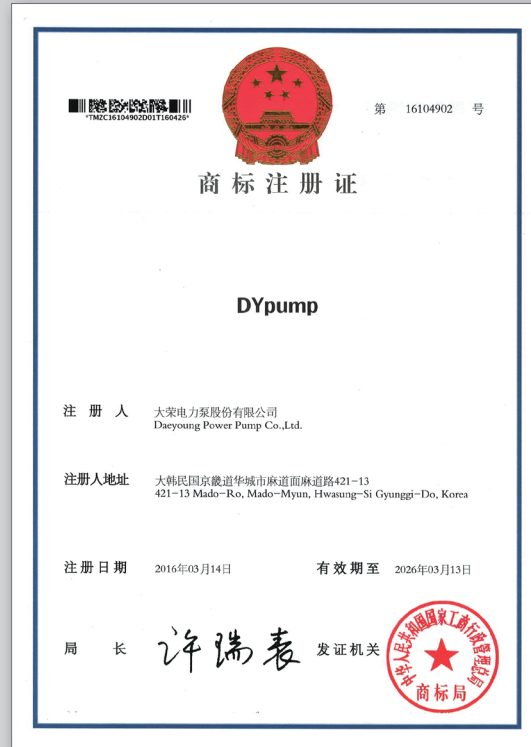 *TMZC16104902D01T160426*
第 16104902 号
商标注册证
DYpump
注册人 大荣电力泵股份有限公司
Daeyoung Power Pump Co.,Ltd.
注册人地址 大韩民国京畿道华城市麻道面麻道路421-13
421-13 Mado-Ro, Mado-Myun, Hwasung-Si Gyunggi-Do, Korea
注册日期 2016年03月14日 有效期至 2026年03月13日
局长 许瑞表 发证机关
中华人民共和国国家工商行政管理总局
商标局